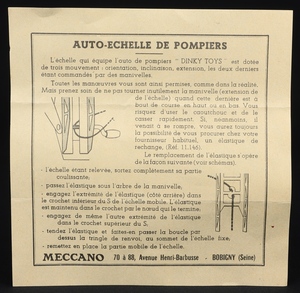 AUTO-ECHELLE DE POMPIERS
L'échelle qui équipe l'auto de pompiers "DINKY TOYS" est dotée
de trois mouvement : orientation, inclinaison, extension, les deux derniers
étant commandés par des manivelles.
Toutes les manœuvres vous sont ainsi permises, comme dans la réalité.
Mais prenez soin de ne pas tourner inutilement la manivelle (extension de
de l'échelle) quand cette dernière est à
bout de course en haut ou en bas. Vous
risquez d'user le caoutchouc et de le
casser rapidement. Si, néanmoins, il
venait à se rompre, vous aurez toujours
la possibilité de vous procurer chez votre
fournisseur habituel, un élastique de
rechange, (Réf. 11.146).
Le remplacement de l'élastique s'opère
de la façon suivante (voir schémas).
- l'échelle étant relevée, sortez complètement sa partie
coulissante.
- passez l'élastique sous l'arbre de la manivelle.
- engagez l'extrémité de l'élastique (côté arrière) dans
le crochet intérieur du S de l'échelle mobile. L'élastique
est maintenu dans le crochet par le nœud qui le termine.
- engagez de même l'autre extrémité de l'élastique
dans le crochet supérieur du S.
- tendez l'élastique et faites-en passer la boucle par
dessus la tringle de renvoi, au sommet de l'échelle fixe.
- remettez en place la partie mobile de l'échelle.
MECCANO 70 à 88, Avenue Henri-Barbusse - BOBIGNY (Seine)